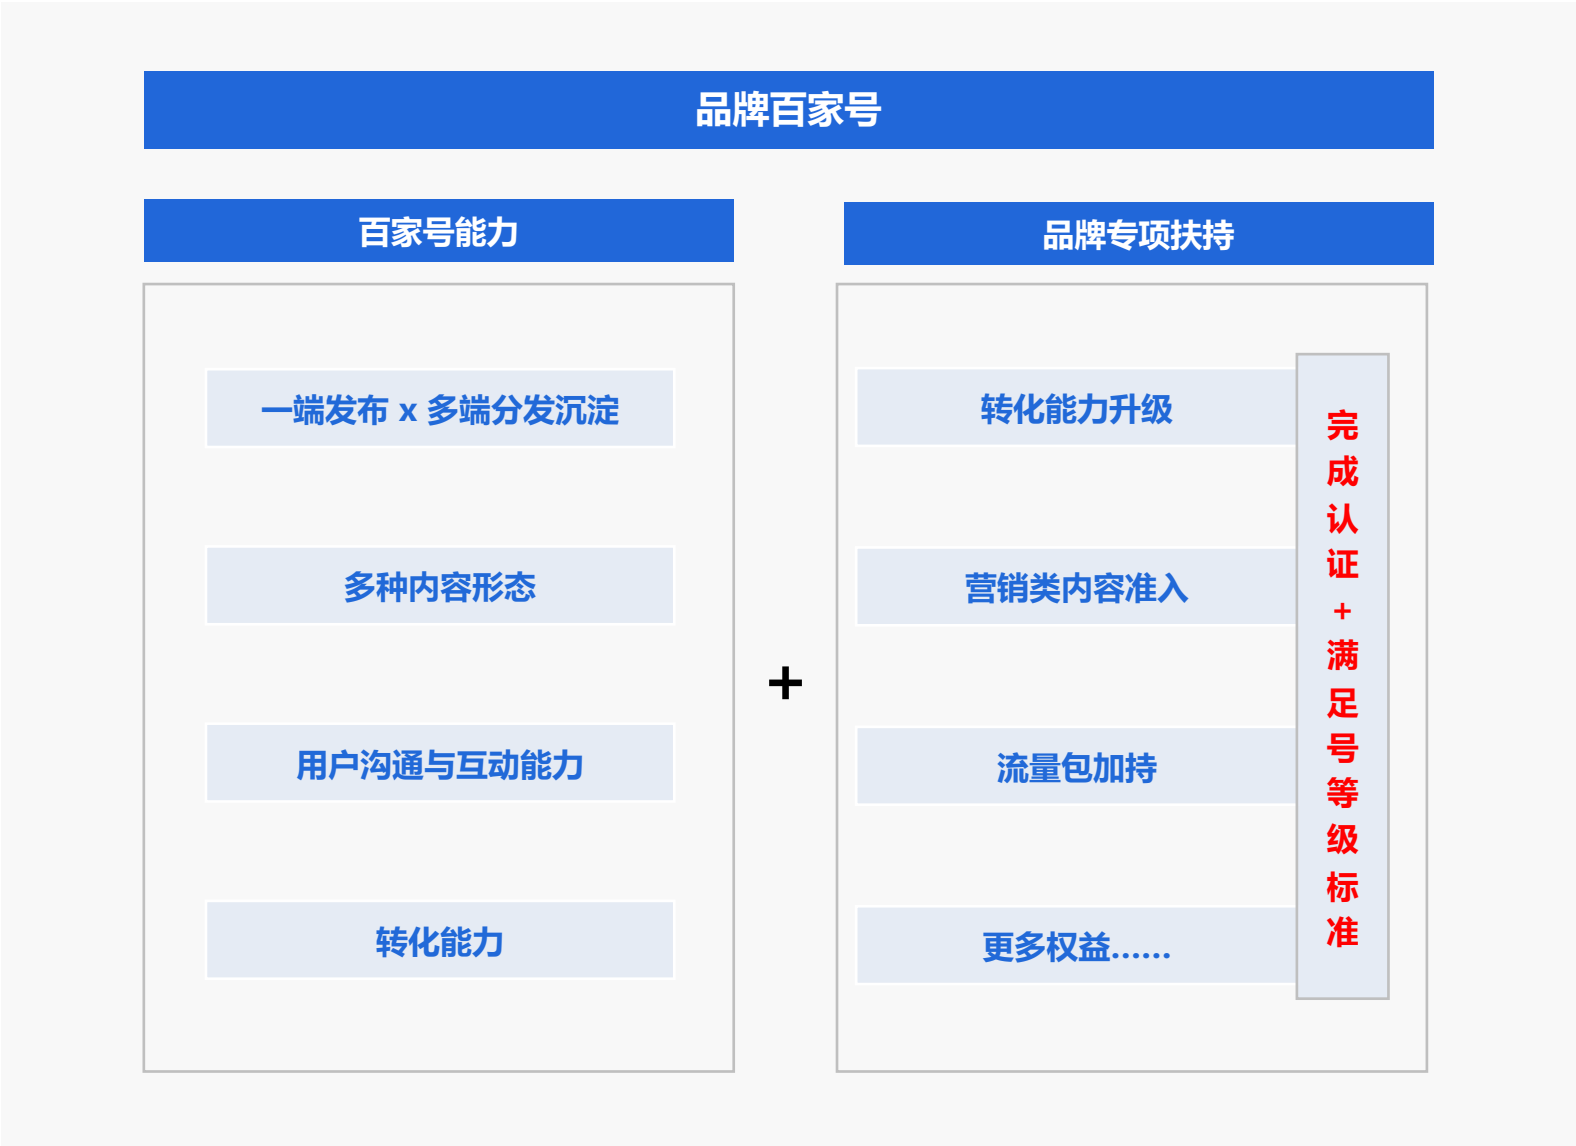 品牌百家号
百家号能力
一端发布 x 多端分发沉淀
多种内容形态
用户沟通与互动能力
转化能力
+
品牌专项扶持
转化能力升级
营销类内容准入
流量包加持
更多权益......
完成认证+满足号等级标准